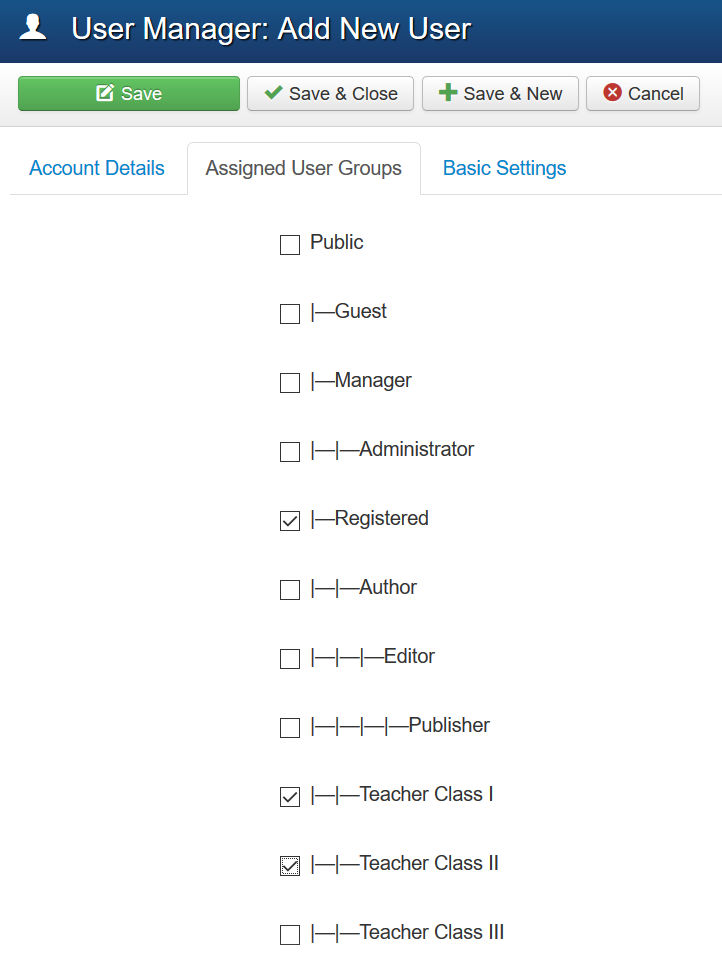 User Manager: Add New User
Save Save & Close Save & New Cancel
Account Details Assigned User Groups Basic Settings
Public
|—Guest
|—Manager
|—|—Administrator
|—Registered
|—|—Author
|—|—|—Editor
|—|—|—|—Publisher
|—|—Teacher Class I
|—|—Teacher Class II
|—|—Teacher Class III